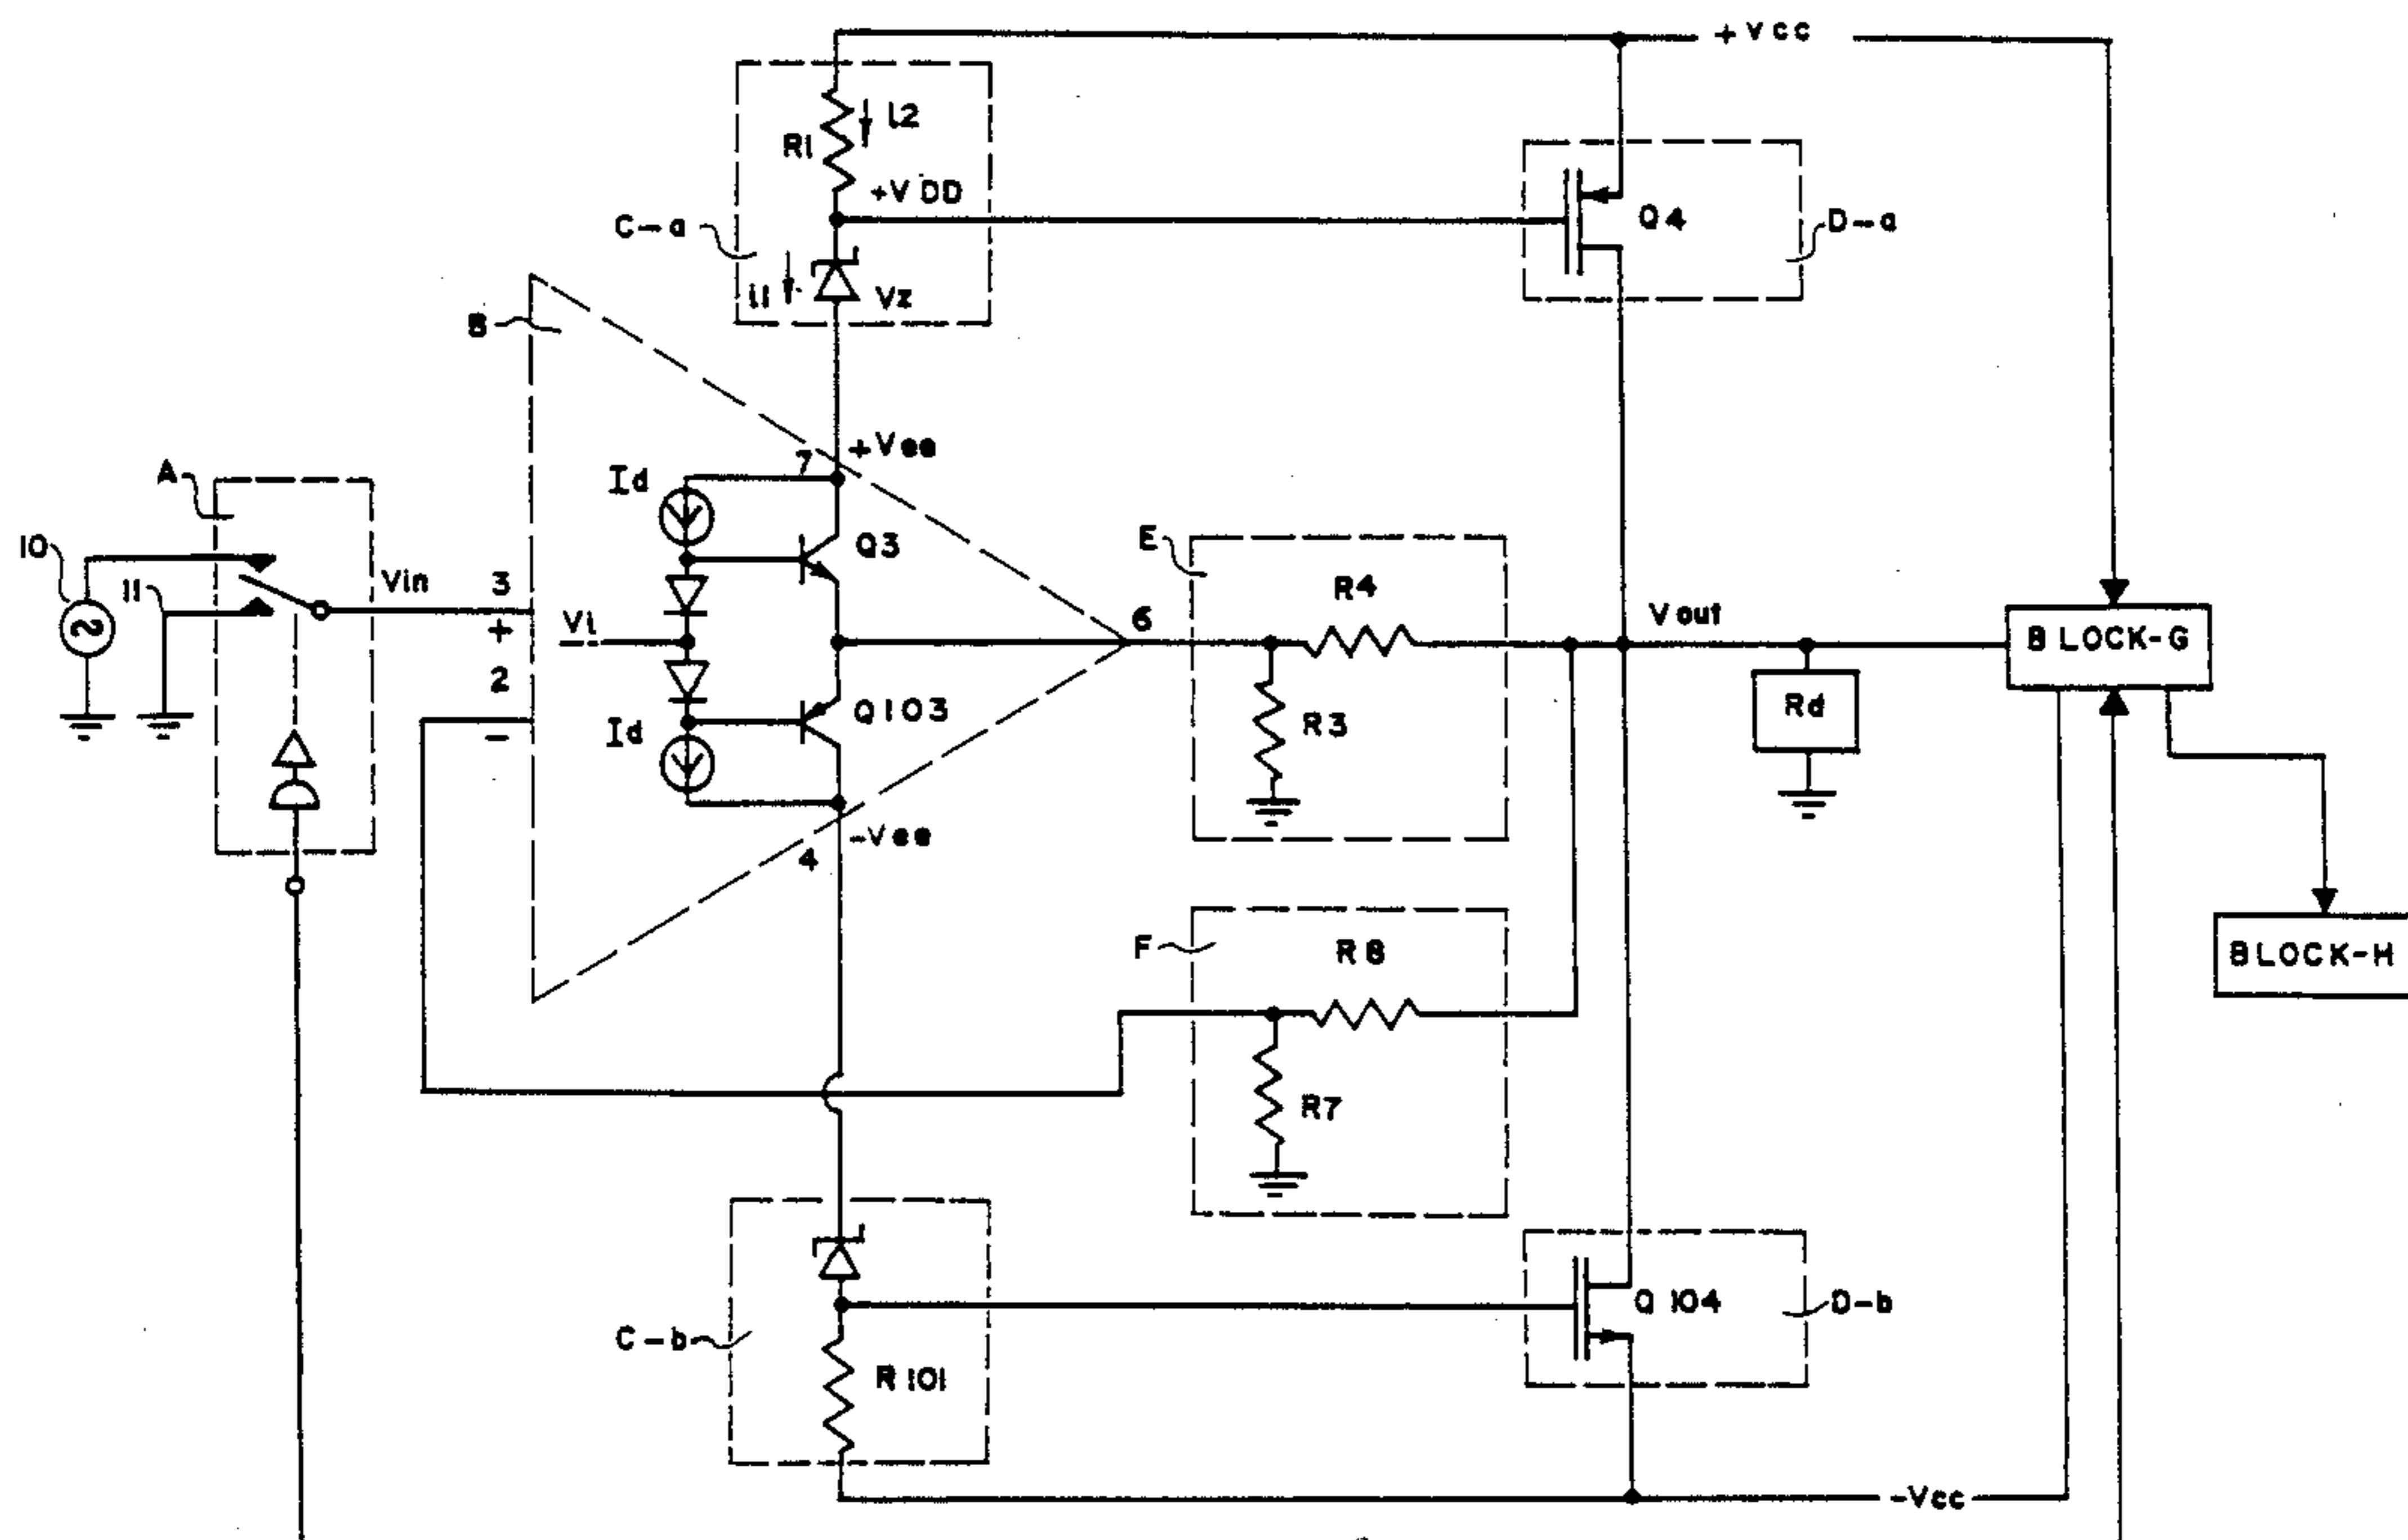 +Vcc
R1
i2
+VDD
Q4
C-a
D-a
i1
Vz
B
+Vee
7
A
Id
Q3
E
R4
10
11
Vin
3
+
Vi
6
Vout
BLOCK-G
2
-
Id
Q103
R3
Rd
-Vee
4
F
R8
BLOCK-H
R7
Q104
D-b
C-b
R101
-Vcc